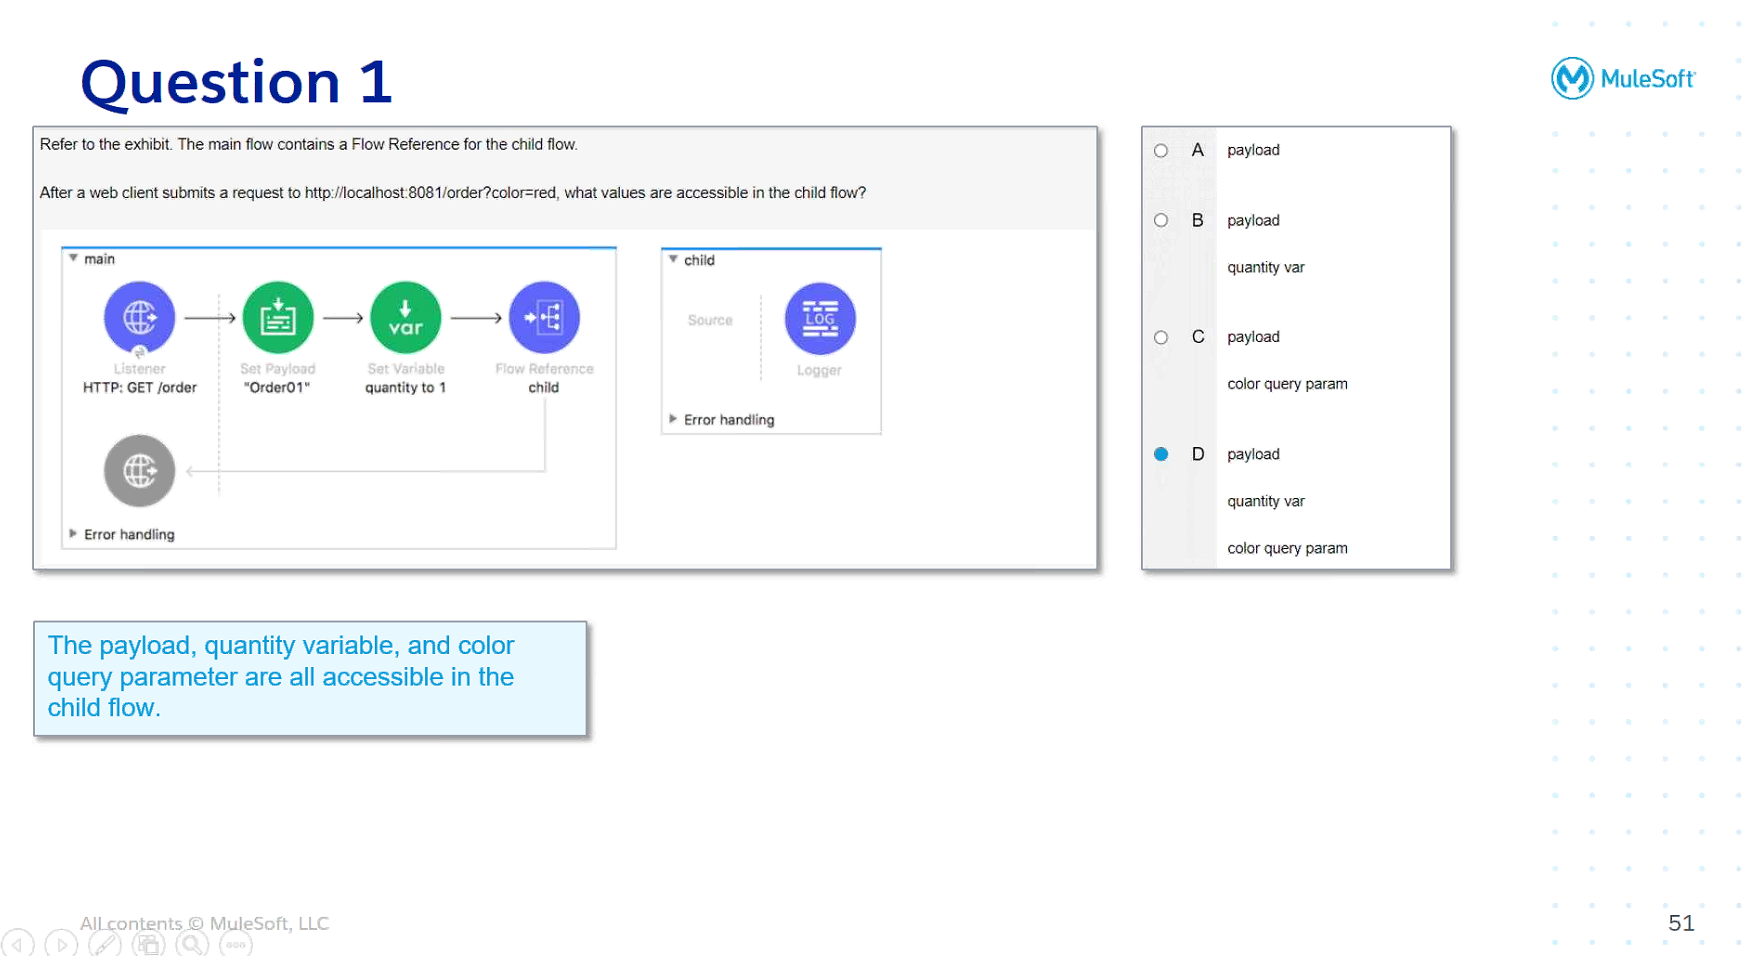 Question 1
MuleSoft
Refer to the exhibit. The main flow contains a Flow Reference for the child flow.
After a web client submits a request to http://localhost:8081/order?color=red, what values are accessible in the child flow?
main
var
Listener
HTTP: GET /order
Set Payload
"Order01"
Set Variable
quantity to 1
Flow Reference
child
Error handling
child
Source
LOG
Logger
Error handling
A payload
B payload
quantity var
C payload
color query param
D payload
quantity var
color query param
The payload, quantity variable, and color
query parameter are all accessible in the
child flow.
All contents © MuleSoft, LLC
51